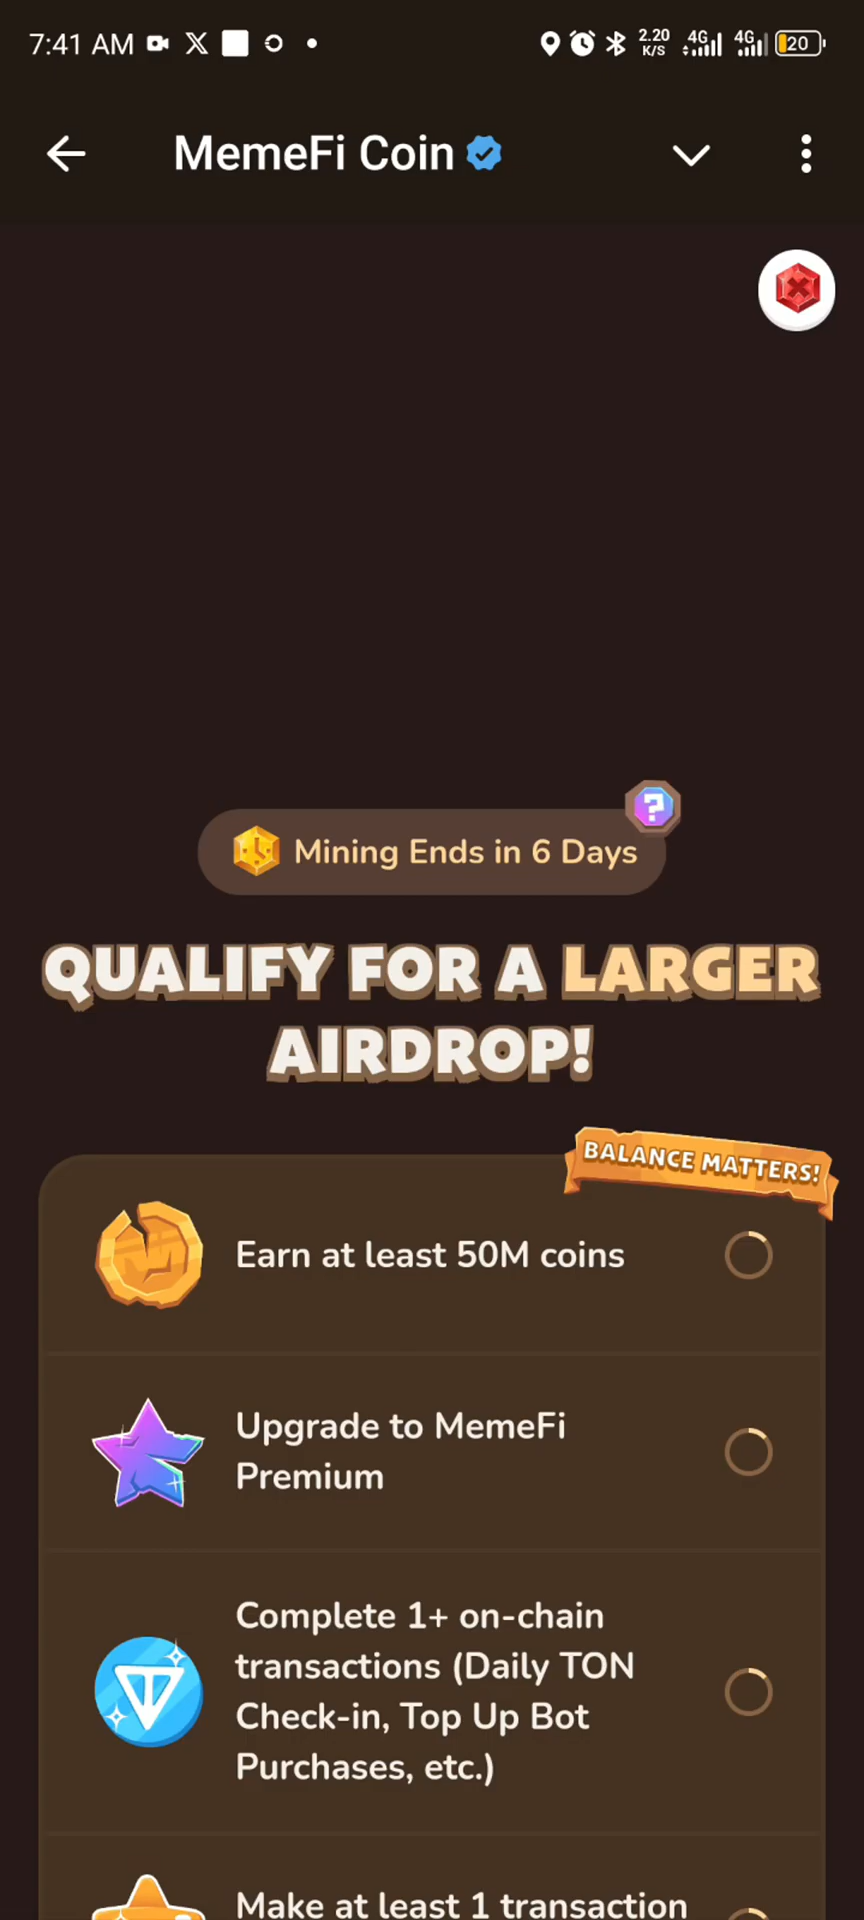 7:41 AM
2.20
K/S
4G
4G
20
MemeFi Coin
Mining Ends in 6 Days
?
QUALIFY FOR A LARGER
AIRDROP!
BALANCE MATTERS!
Earn at least 50M coins
Upgrade to MemeFi
Premium
Complete 1+ on-chain
transactions (Daily TON
Check-in, Top Up Bot
Purchases, etc.)
Make at least 1 transaction